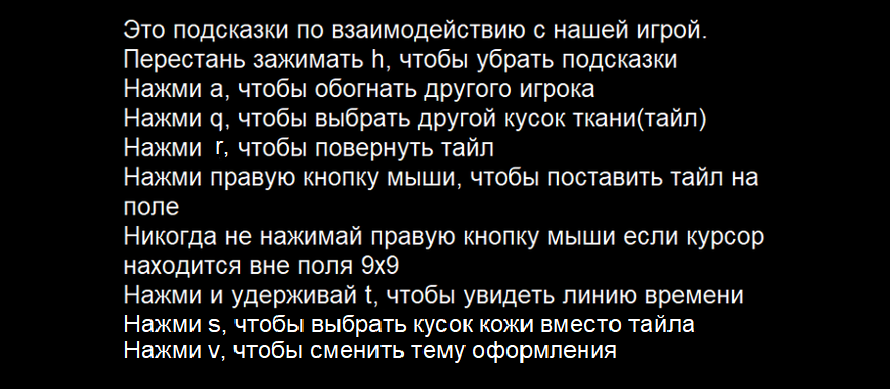 Это подсказки по взаимодействию с нашей игрой.
Перестань зажимать h, чтобы убрать подсказки
Нажми a, чтобы обогнать другого игрока
Нажми q, чтобы выбрать другой кусок ткани(тайл)
Нажми r, чтобы повернуть тайл
Нажми правую кнопку мыши, чтобы поставить тайл на
поле
Никогда не нажимай правую кнопку мыши если курсор
находится вне поля 9x9
Нажми и удерживай t, чтобы увидеть линию времени
Нажми s, чтобы выбрать кусок кожи вместо тайла
Нажми v, чтобы сменить тему оформления